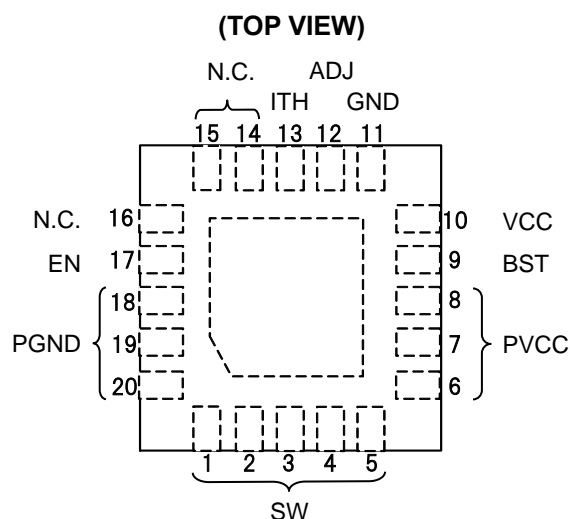 (TOP VIEW)
N.C. ADJ
ITH GND
15 14 13 12 11
N.C. 16 10 VCC
EN 17 9 BST
18 8
PGND 19 7 PVCC
20 6
1 2 3 4 5
SW